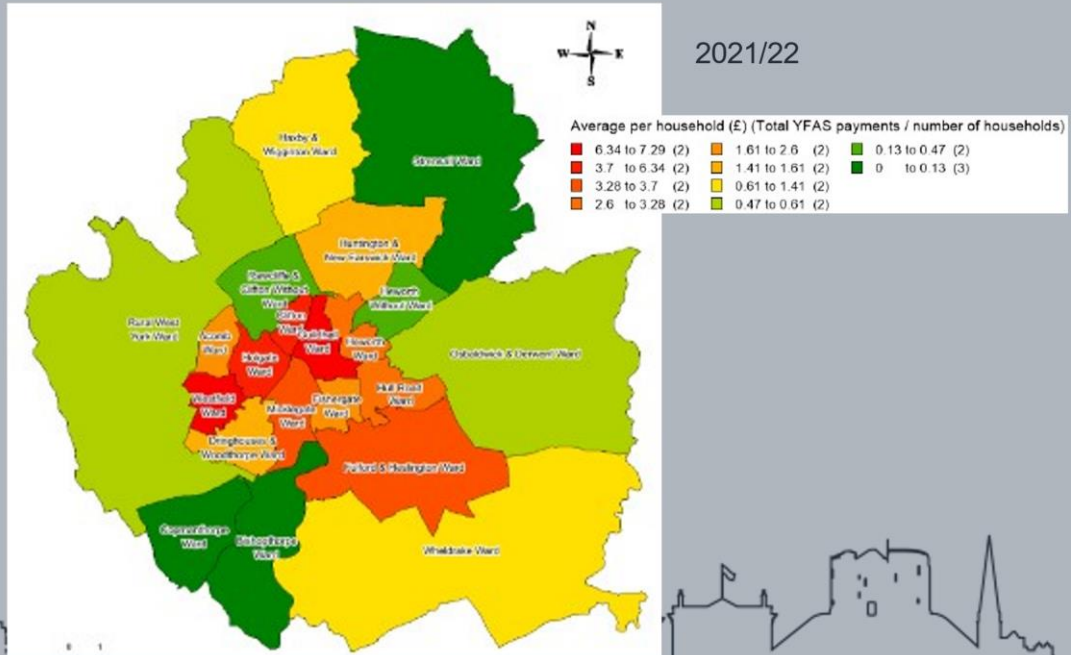 N
W E
S
2021/22
Average per household (£) (Total YFAS payments / number of households)
6.34 to 7.29 (2)
3.7 to 6.34 (2)
3.28 to 3.7 (2)
2.6 to 3.28 (2)
1.61 to 2.6 (2)
1.41 to 1.61 (2)
0.61 to 1.41 (2)
0.47 to 0.61 (2)
0.13 to 0.47 (2)
0 to 0.13 (3)
Haxby &
Wigginton Ward
Strensall Ward
Huntington &
New Earswick Ward
Rawcliffe &
Clifton Without
Ward
Heworth
Without Ward
Rural West
York Ward
Clifton
Ward
Guildhall
Ward
Acomb
Ward
Heworth
Ward
Holgate
Ward
Osbaldwick & Derwent Ward
Hull Road
Ward
Westfield
Ward
Micklegate
Ward
Fishergate
Ward
Dringhouses &
Woodthorpe Ward
Fulford & Heslington Ward
Copmanthorpe
Ward
Bishopthorpe
Ward
Wheldrake Ward
0 1